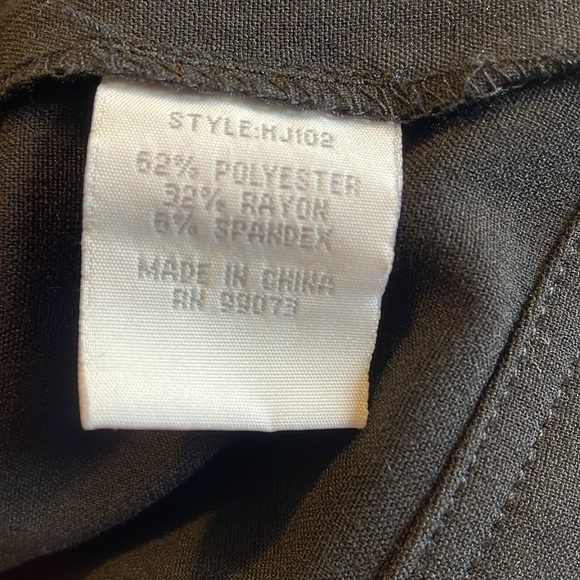 STYLE:HJ102
62% POLYESTER
32% RAYON
6% SPANDEX
MADE IN CHINA
RN 99073